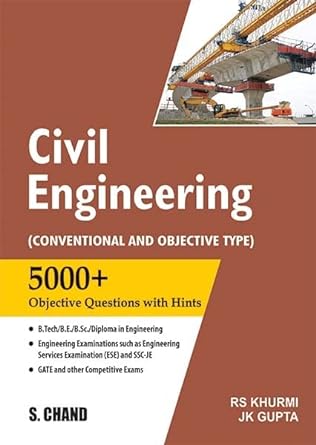 Civil
Engineering
(CONVENTIONAL AND OBJECTIVE TYPE)
5000+
Objective Questions with Hints
• B.Tech/B.E./B.Sc./Diploma in Engineering
• Engineering Examinations such as Engineering
Services Examination (ESE) and SSC-JE
• GATE and other Competitive Exams
S. CHAND
RS KHURMI
JK GUPTA